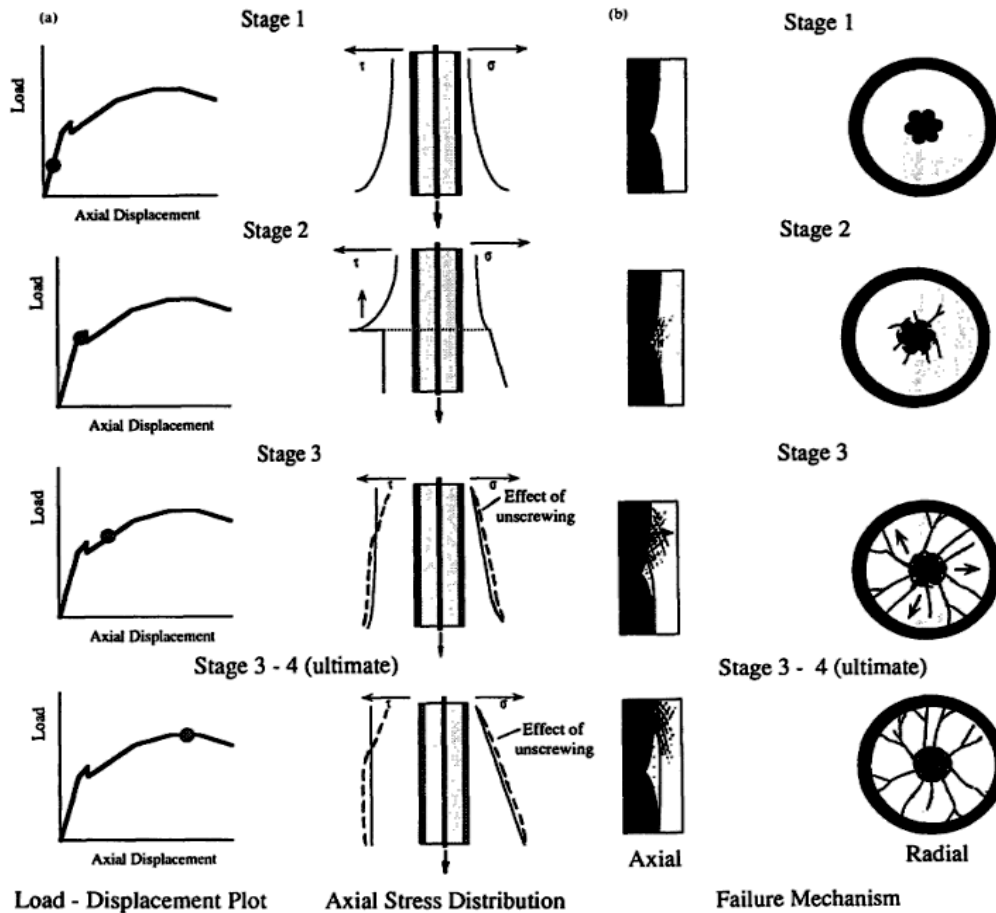 (a)
Stage 1
(b)
Stage 1
Load
τ
σ
Axial Displacement
Stage 2
Stage 2
Load
τ
σ
Axial Displacement
Stage 3
Stage 3
Load
τ
σ
Effect of
unscrewing
Axial Displacement
Stage 3 - 4 (ultimate)
Stage 3 - 4 (ultimate)
Load
τ
σ
Effect of
unscrewing
Axial Displacement
Axial
Radial
Load - Displacement Plot
Axial Stress Distribution
Failure Mechanism